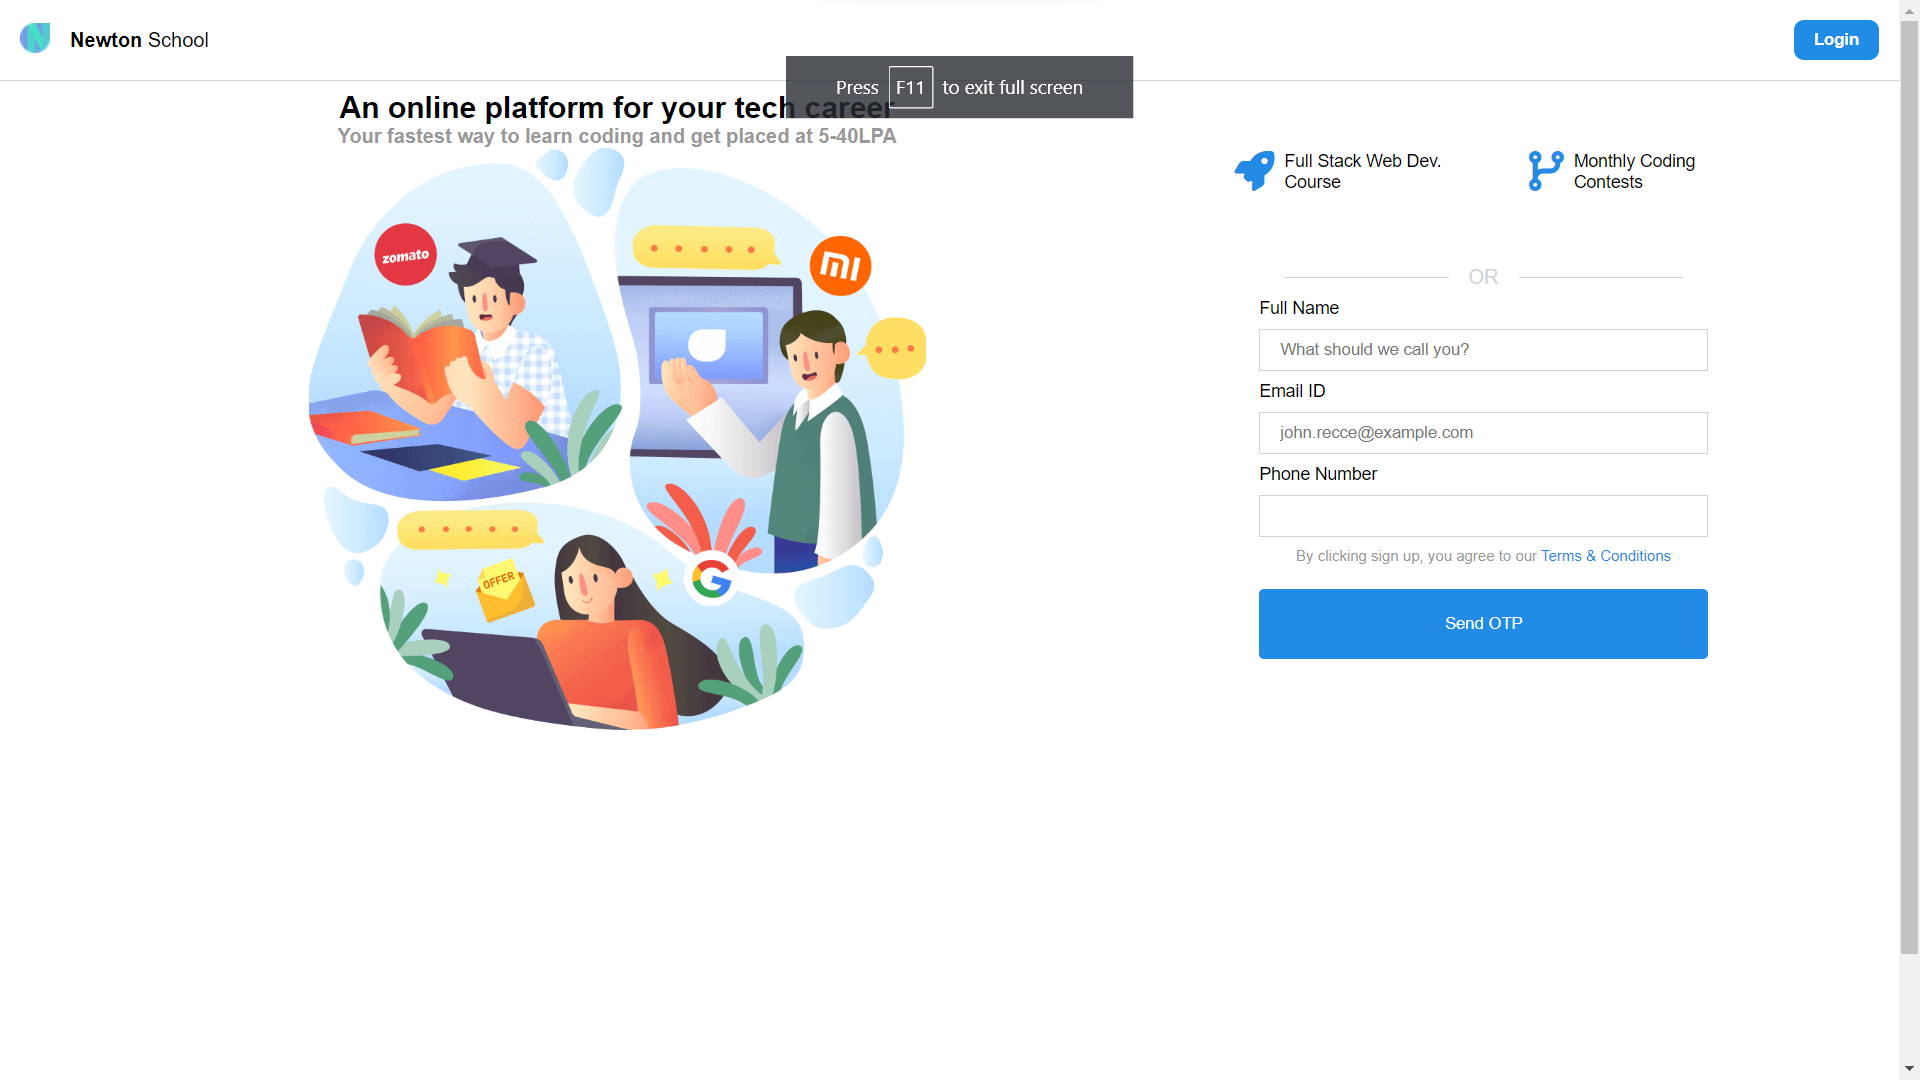 Newton School
Login
Press F11 to exit full screen
An online platform for your tech career
Your fastest way to learn coding and get placed at 5-40LPA
Full Stack Web Dev.
Course
Monthly Coding
Contests
zomato
OR
Full Name
What should we call you?
Email ID
john.recce@example.com
Phone Number
By clicking sign up, you agree to our Terms & Conditions
OFFER
Send OTP